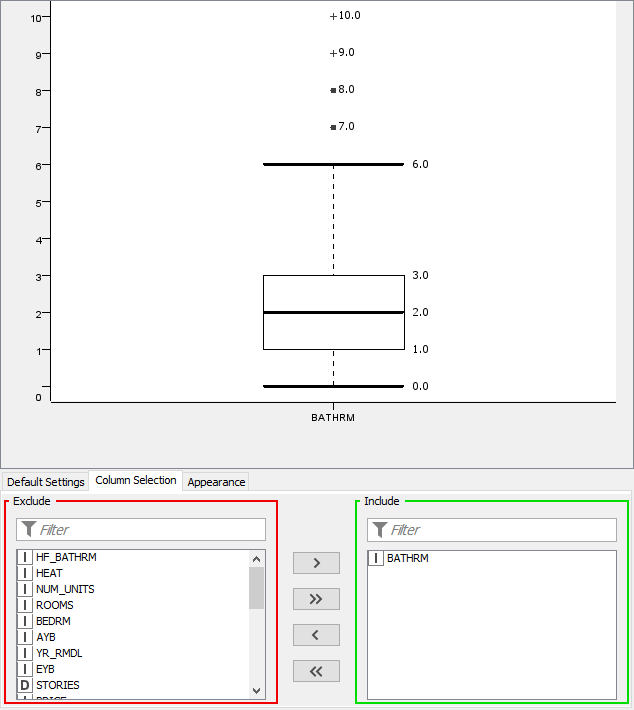 10
10.0
9
9.0
8
8.0
7
7.0
6
6.0
5
4
3
3.0
2
2.0
1
1.0
0
0.0
BATHRM
Default Settings Column Selection Appearance
Exclude
Filter
I HF_BATHRM
I HEAT
I NUM_UNITS
I ROOMS
I BEDRM
I AYB
I YR_RMDL
I EYB
D STORIES
>
>>
<
<<
Include
Filter
I BATHRM